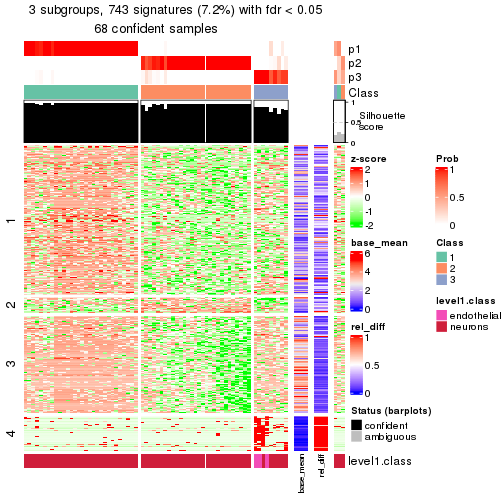 3 subgroups, 743 signatures (7.2%) with fdr < 0.05
68 confident samples
p1
p2
p3
Class
1
0.5
0
Silhouette
score
1
2
3
4
z-score
2
1
0
-1
-2
Prob
1
0.5
0
base_mean
6
4
2
0
Class
1
2
3
level1.class
endothelial
neurons
rel_diff
1
0.5
0
Status (barplots)
confident
ambiguous
level1.class
base_mean
rel_diff